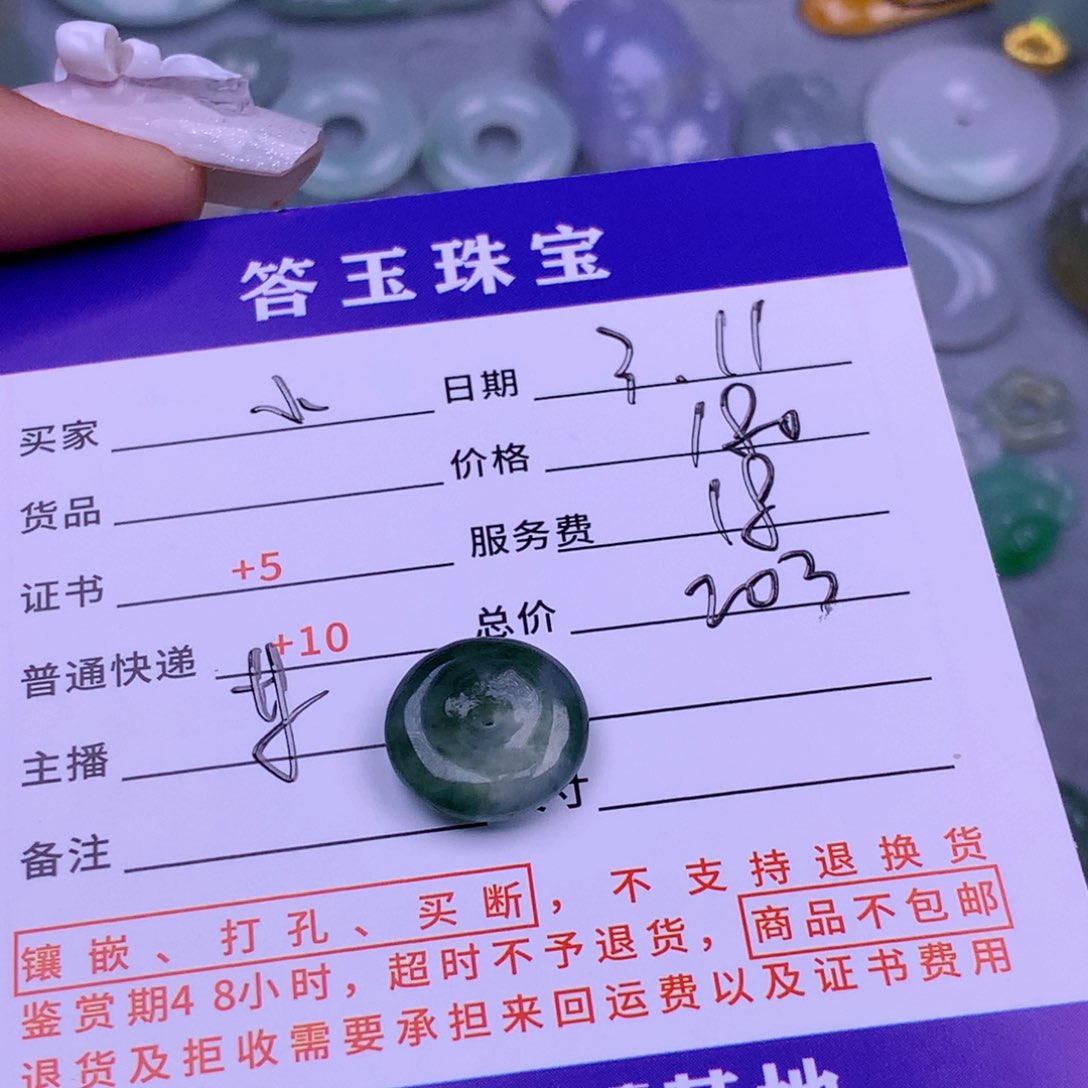 答玉珠宝
买家 日期 3.11
货品 价格 180
证书 +5 服务费 18
普通快递 +10 总价 203
主播
备注 付
镶嵌、打孔、买断，不支持退换货
鉴赏期48小时，超时不予退货，商品不包邮
退货及拒收需要承担来回运费以及证书费用